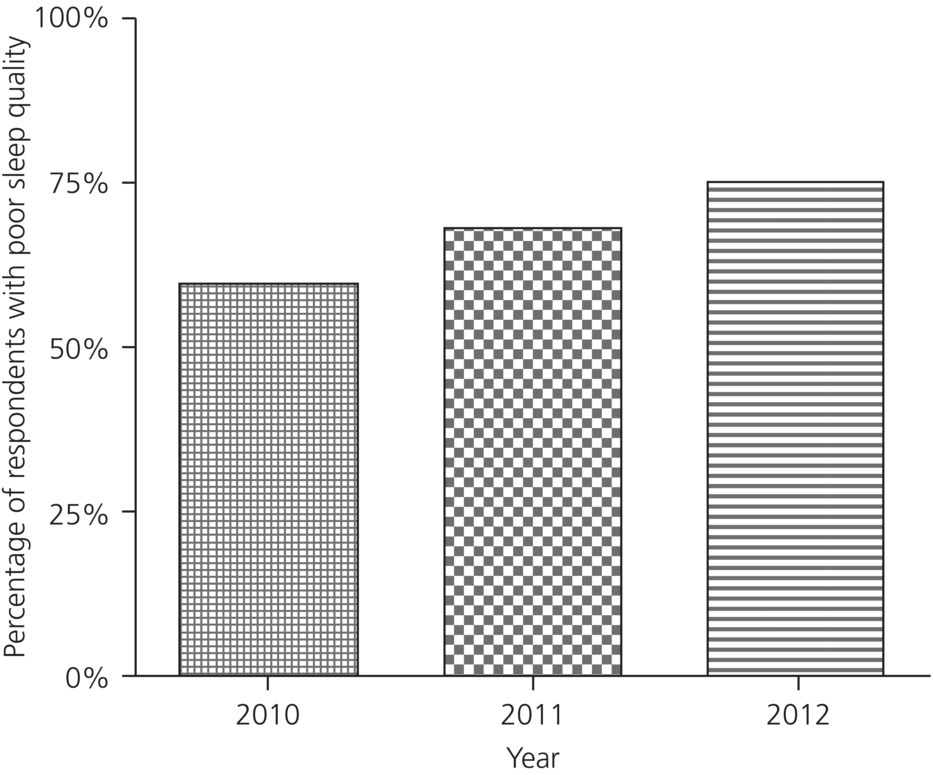 Percentage of respondents with poor sleep quality
100%
75%
50%
25%
0%
2010 2011 2012
Year